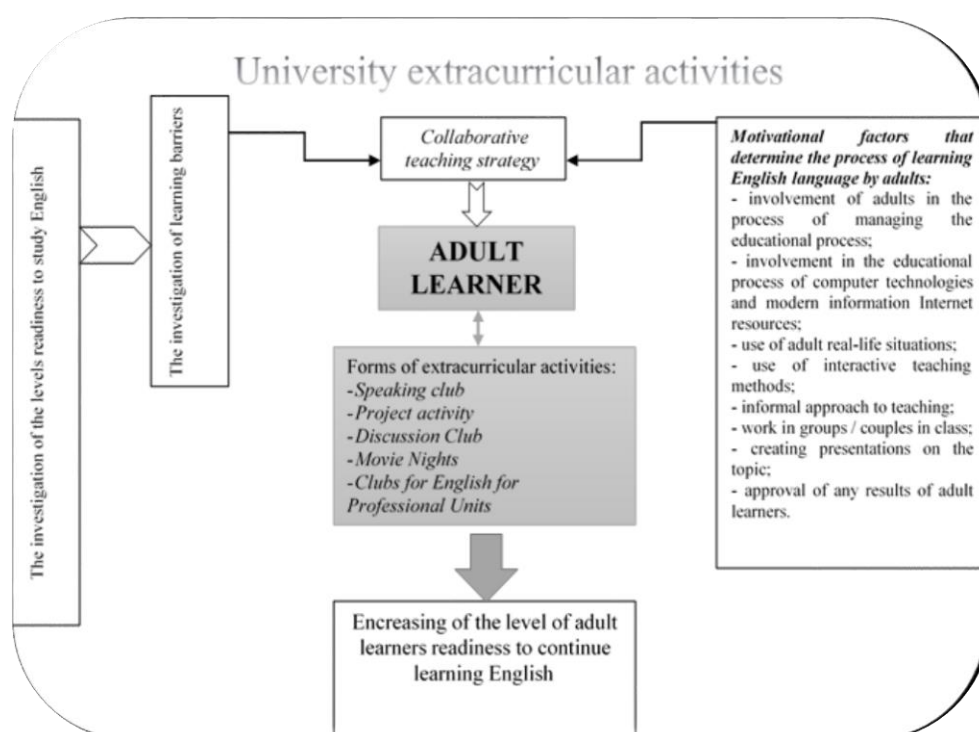 University extracurricular activities
The investigation of the levels readiness to study English
The investigation of learning barriers
Collaborative
teaching strategy
ADULT
LEARNER
Forms of extracurricular activities:
-Speaking club
-Project activity
-Discussion Club
-Movie Nights
-Clubs for English for
Professional Units
Encreasing of the level of adult
learners readiness to continue
learning English
Motivational factors that
determine the process of learning
English language by adults:
- involvement of adults in the
process of managing the
educational process;
- involvement in the educational
process of computer technologies
and modern information Internet
resources;
- use of adult real-life situations;
- use of interactive teaching
methods;
- informal approach to teaching;
- work in groups / couples in class;
- creating presentations on the
topic;
- approval of any results of adult
learners.